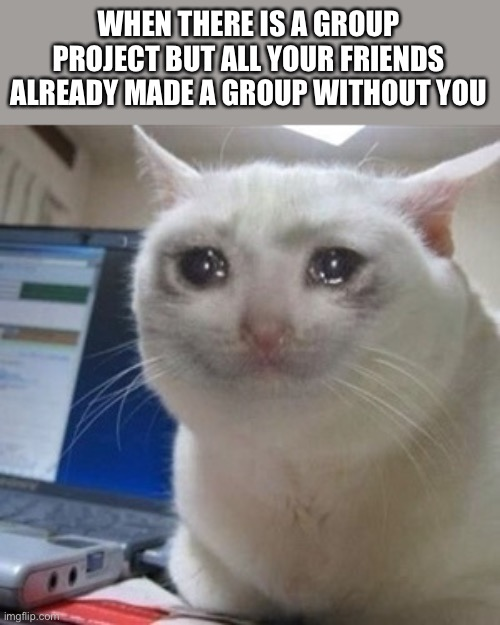 WHEN THERE IS A GROUP
PROJECT BUT ALL YOUR FRIENDS
ALREADY MADE A GROUP WITHOUT YOU
imgflip.com